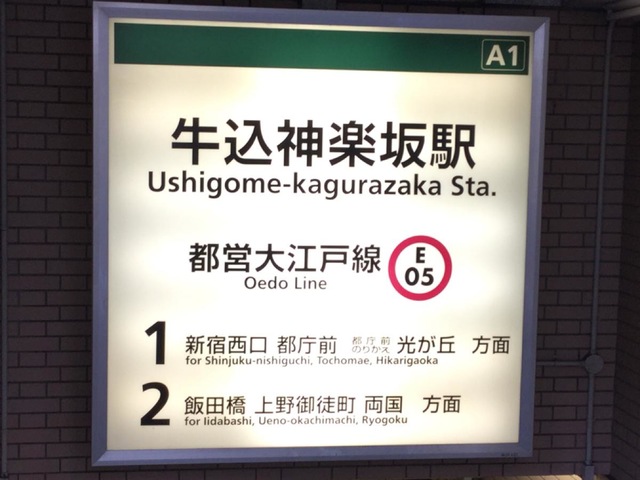 A1
牛込神楽坂駅
Ushigome-kagurazaka Sta.
都営大江戸線 E 05
Oedo Line
1 新宿西口 都庁前 都庁前のりかえ 光が丘 方面
for Shinjuku-nishiguchi, Tochomae, Hikarigaoka
2 飯田橋 上野御徒町 両国 方面
for Iidabashi, Ueno-okachimachi, Ryogoku